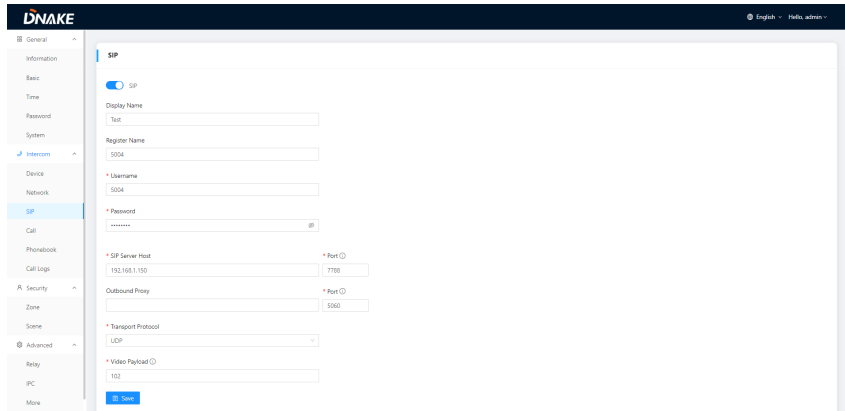 DNAKE
English
Hello, admin
General
Information
Basic
Time
Password
System
Intercom
Device
Network
SIP
Call
Phonebook
Call Logs
Security
Zone
Scene
Advanced
Relay
IPC
More
SIP
SIP
Display Name
Test
Register Name
5004
* Username
5004
* Password
••••••••
* SIP Server Host
* Port
192.168.1.150
7788
Outbound Proxy
* Port
5060
* Transport Protocol
UDP
* Video Payload
102
Save